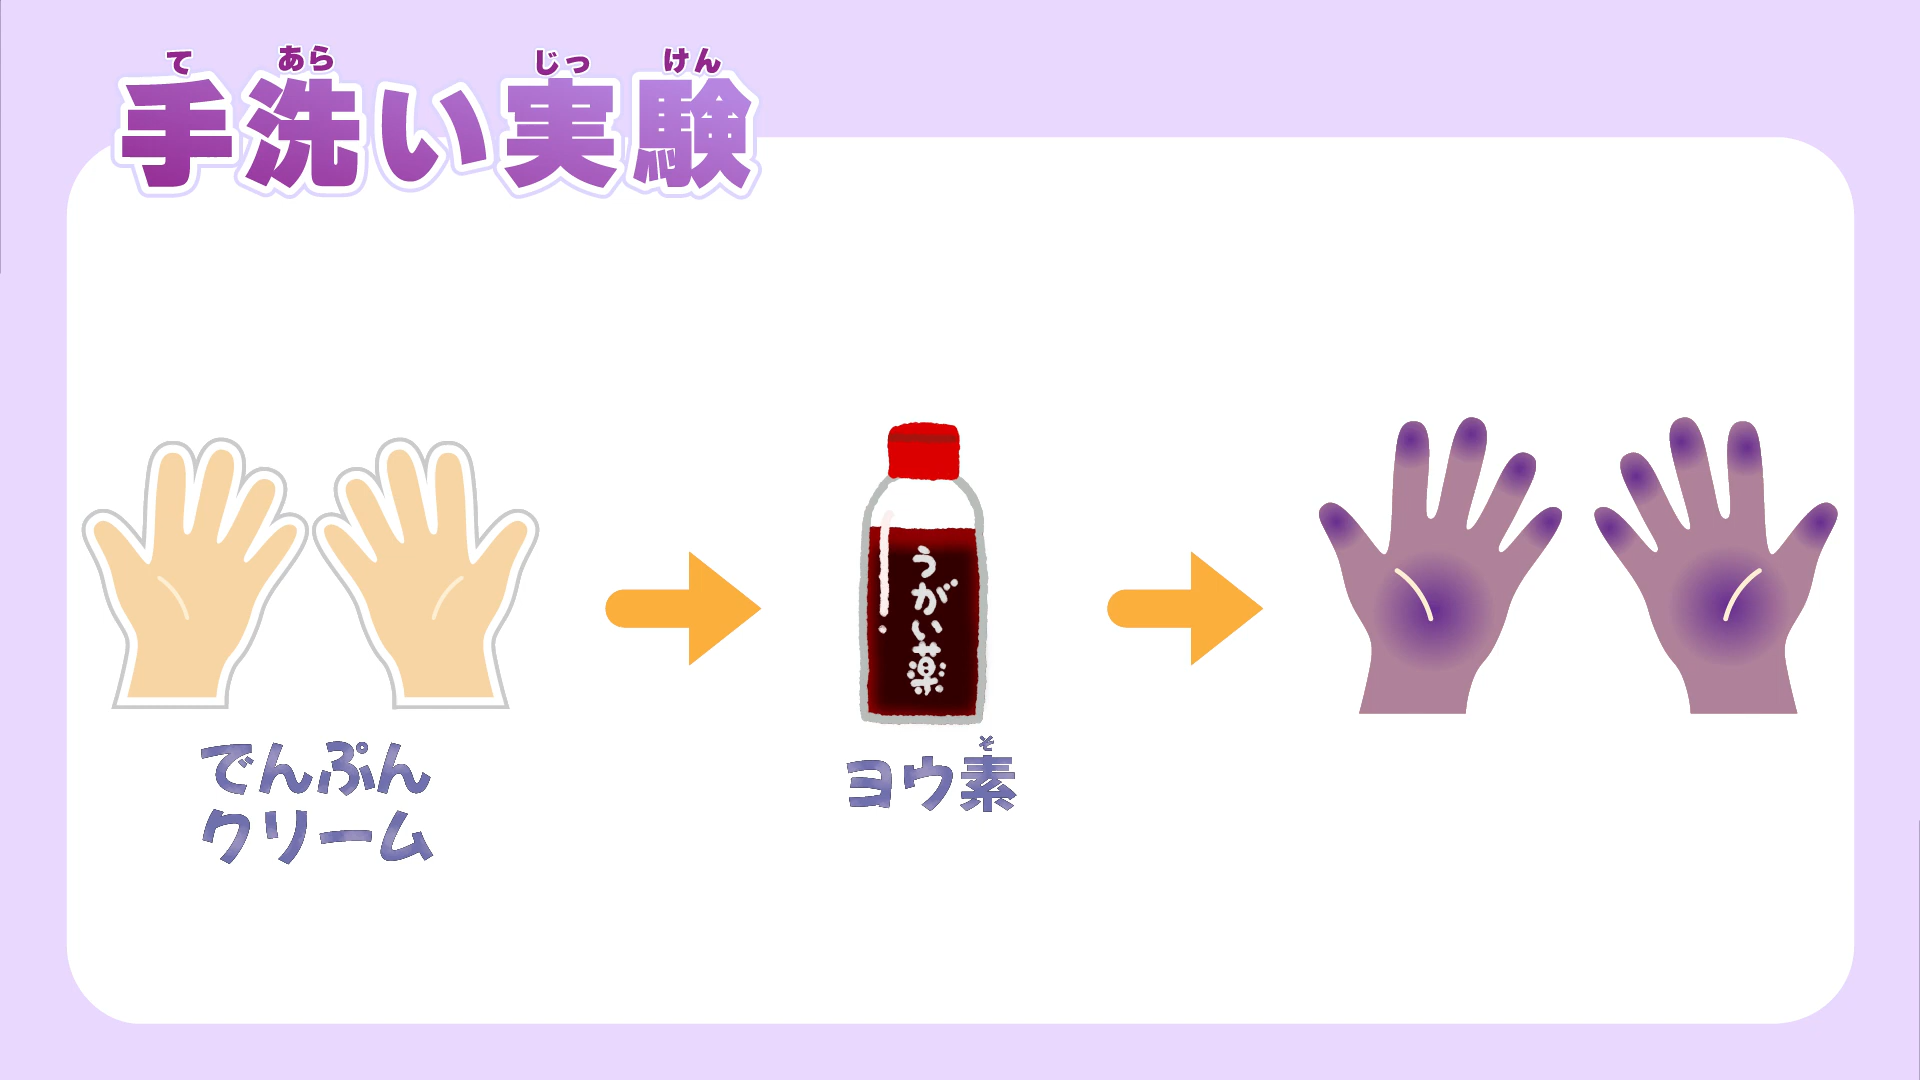 て あら じっ けん
手洗い実験
うがい薬
でんぷん
クリーム
そ
ヨウ素